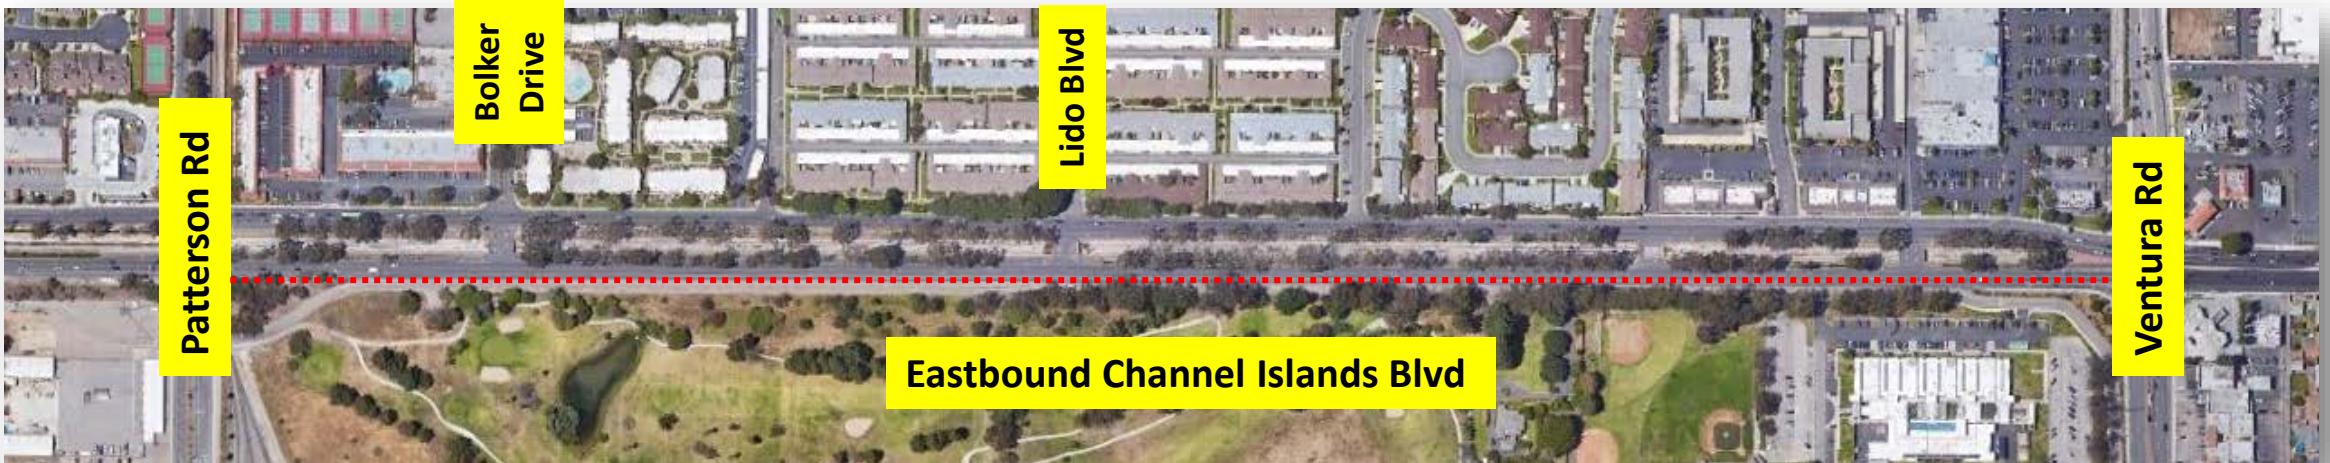 Patterson Rd
Bolker
Drive
Lido Blvd
Ventura Rd
Eastbound Channel Islands Blvd